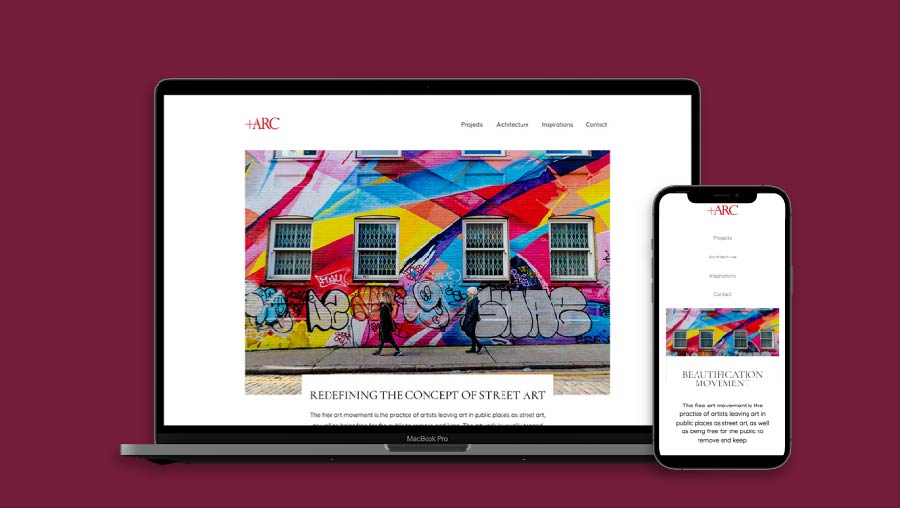 +ARC
Projects
Architecture
Inspirations
Contact
REDEFINING THE CONCEPT OF STREET ART
The free art movement is the practice of artists leaving art in public places as street art,
MacBook Pro
+ARC
Projects
Architecture
Inspirations
Contact
BEAUTIFICATION
MOVEMENT
The free art movement is the
practice of artists leaving art in
public places as street art, as well
as being free for the public to
remove and keep